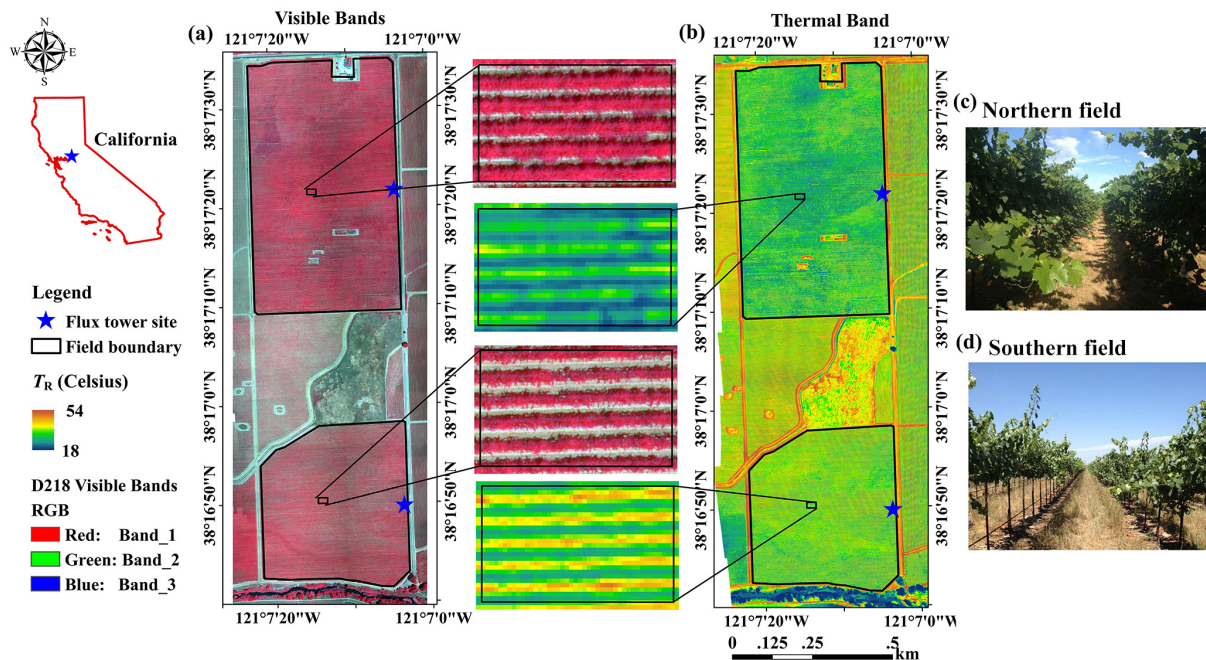 N
W E
S
California
Legend
Flux tower site
Field boundary
T_R (Celsius)
54
18
D218 Visible Bands
RGB
Red: Band_1
Green: Band_2
Blue: Band_3
(a)
Visible Bands
121°7'20"W 121°7'0"W
38°17'30"N
38°17'20"N
38°17'10"N
38°17'0"N
38°16'50"N
121°7'20"W 121°7'0"W
(b)
Thermal Band
121°7'20"W 121°7'0"W
38°17'30"N
38°17'20"N
38°17'10"N
38°17'0"N
38°16'50"N
121°7'20"W 121°7'0"W
0 .125 .25 .5
km
(c) Northern field
(d) Southern field